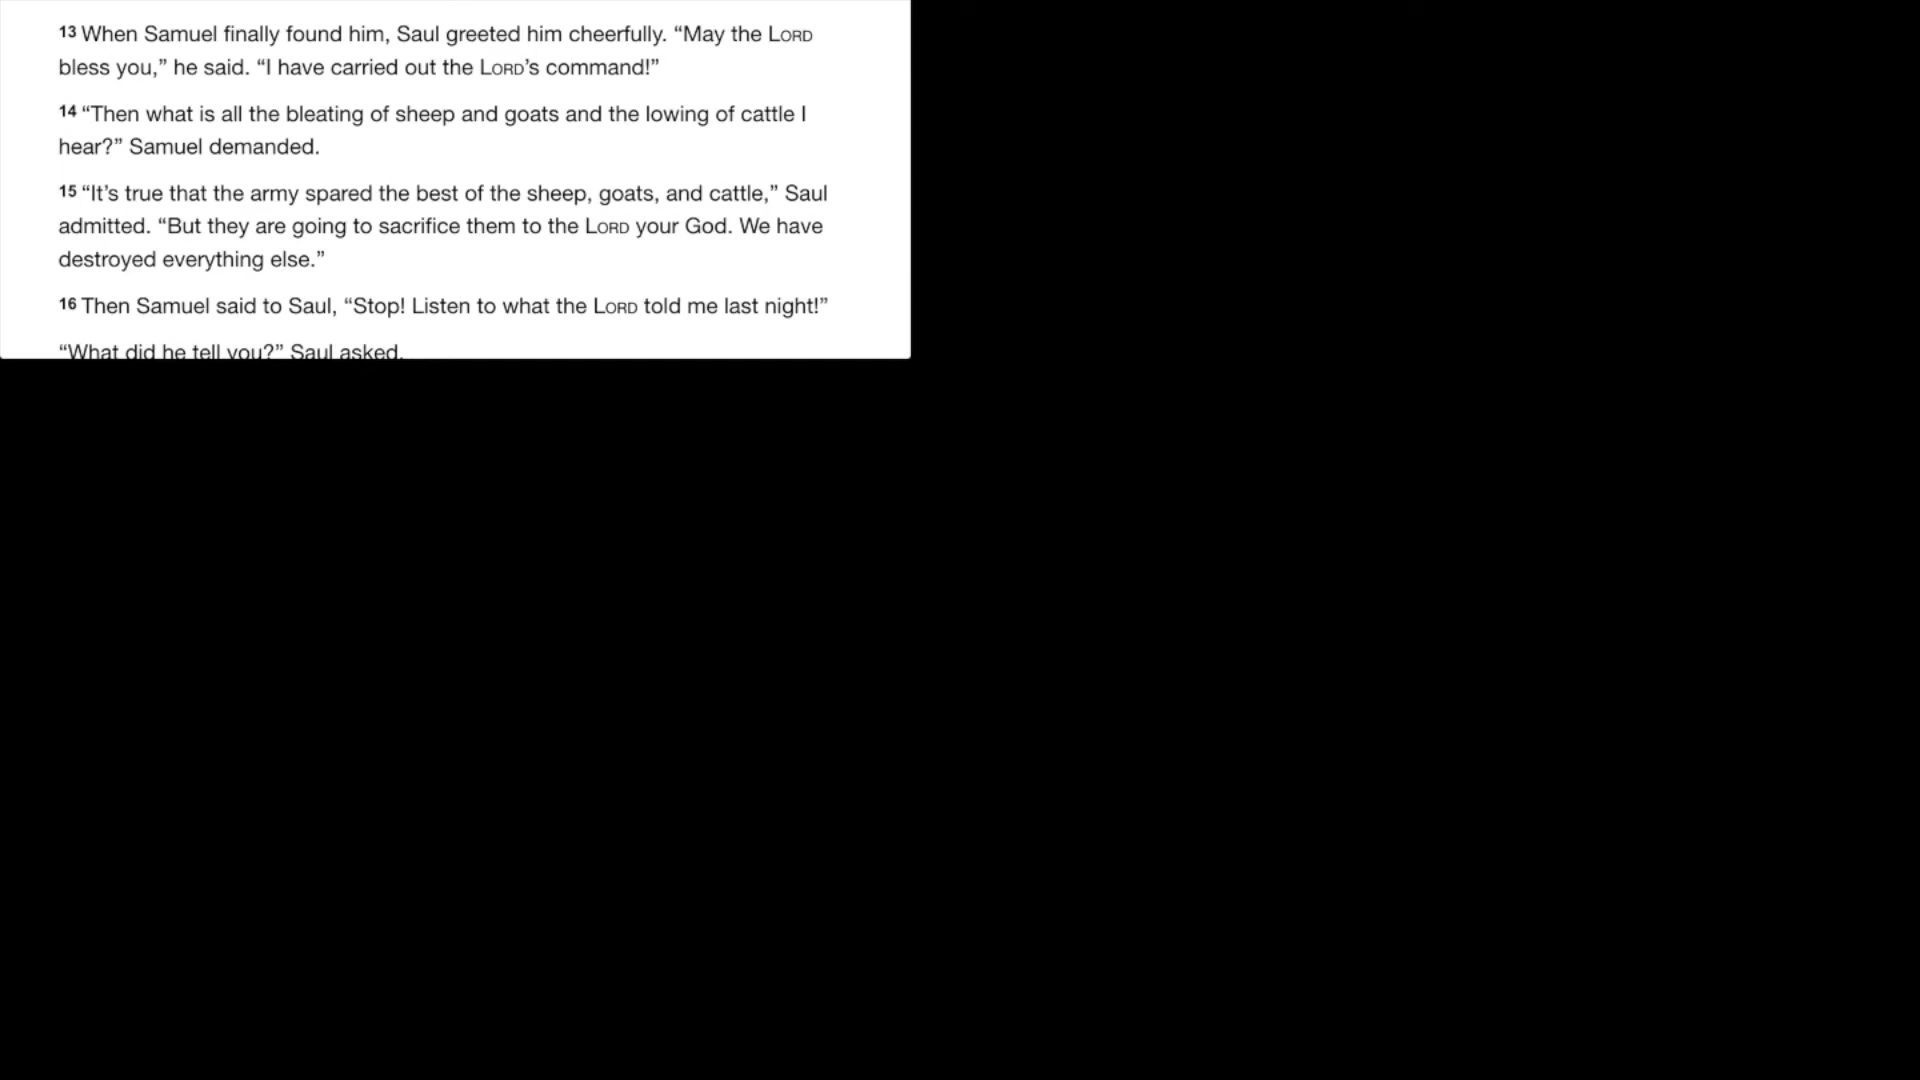 13 When Samuel finally found him, Saul greeted him cheerfully. “May the LORD
bless you,” he said. “I have carried out the LORD’s command!”
14 “Then what is all the bleating of sheep and goats and the lowing of cattle I
hear?” Samuel demanded.
15 “It’s true that the army spared the best of the sheep, goats, and cattle,” Saul
admitted. “But they are going to sacrifice them to the LORD your God. We have
destroyed everything else.”
16 Then Samuel said to Saul, “Stop! Listen to what the LORD told me last night!”
“What did he tell you?” Saul asked.